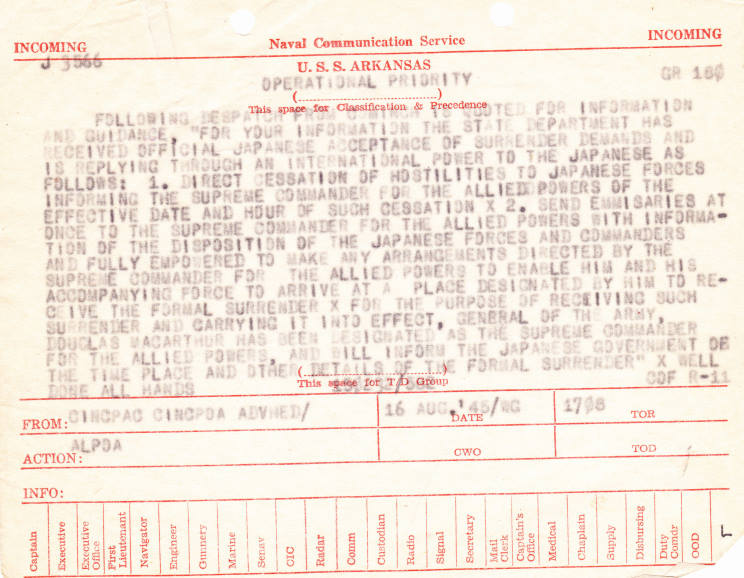 INCOMING Naval Communication Service INCOMING
J 3566 U. S. S. ARKANSAS
OPERATIONAL PRIORITY GR 180
(........................................)
This space for Classification & Precedence
FOLLOWING DESPATCH FROM COMINCH IS QUOTED FOR INFORMATION
AND GUIDANCE, "FOR YOUR INFORMATION THE STATE DEPARTMENT HAS
RECEIVED OFFICIAL JAPANESE ACCEPTANCE OF SURRENDER DEMANDS AND
IS REPLYING THROUGH AN INTERNATIONAL POWER TO THE JAPANESE AS
FOLLOWS: 1. DIRECT CESSATION OF HOSTILITIES TO JAPANESE FORCES
INFORMING THE SUPREME COMMANDER FOR THE ALLIED POWERS OF THE
EFFECTIVE DATE AND HOUR OF SUCH CESSATION X 2. SEND EMMISARIES AT
ONCE TO THE SUPREME COMMANDER FOR THE ALLIED POWERS WITH INFORMA-
TION OF THE DISPOSITION OF THE JAPANESE FORCES AND COMMANDERS
AND FULLY EMPOWERED TO MAKE ANY ARRANGEMENTS DIRECTED BY THE
SUPREME COMMANDER FOR THE ALLIED POWERS TO ENABLE HIM AND HIS
ACCOMPANYING FORCE TO ARRIVE AT A PLACE DESIGNATED BY HIM TO RE-
CEIVE THE FORMAL SURRENDER X FOR THE PURPOSE OF RECEIVING SUCH
SURRENDER AND CARRYING IT INTO EFFECT, GENERAL OF THE ARMY,
DOUGLAS MACARTHUR HAS BEEN DESIGNATED AS THE SUPREME COMMANDER
FOR THE ALLIED POWERS, AND WILL INFORM THE JAPANESE GOVERNMENT OF
THE TIME PLACE AND OTHER DETAILS OF THE FORMAL SURRENDER" X WELL
DONE ALL HANDS
(........................................)
This space for T D Group
COF R-11
FROM: CINCPAC CINCPOA ADVHED/ 16 AUG. '45/WG DATE 1708 TOR
ACTION: ALPOA CWO TOD
INFO:
Captain
Executive
Executive Office
First Lieutenant
Navigator
Engineer
Gunnery
Marine
Senav
CIC
Radar
Comm
Custodian
Radio
Signal
Secretary
Mail Clerk
Captain's Office
Medical
Chaplain
Supply
Disbursing
Duty Comdr
OOD